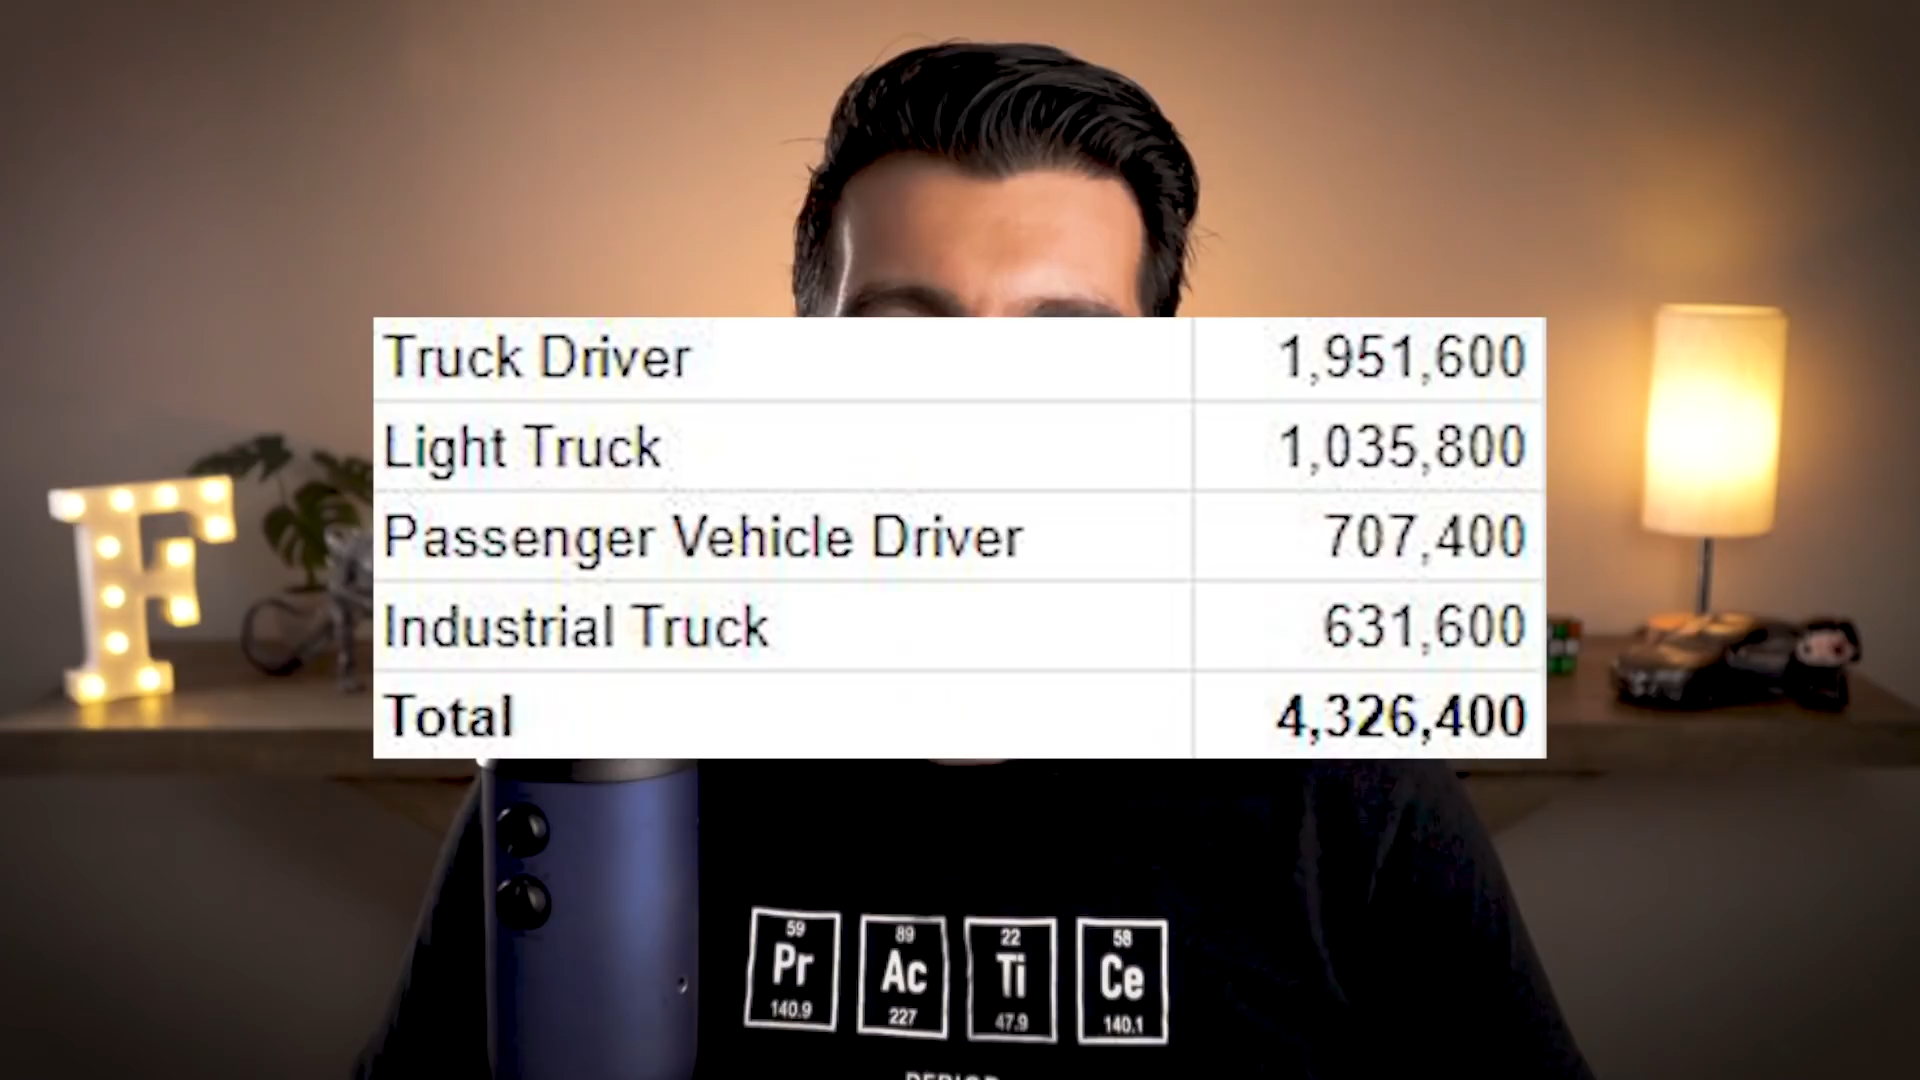 Truck Driver 1,951,600
Light Truck 1,035,800
Passenger Vehicle Driver 707,400
Industrial Truck 631,600
Total 4,326,400
F
59 89 22 58
Pr Ac Ti Ce
140.9 227 47.9 140.1